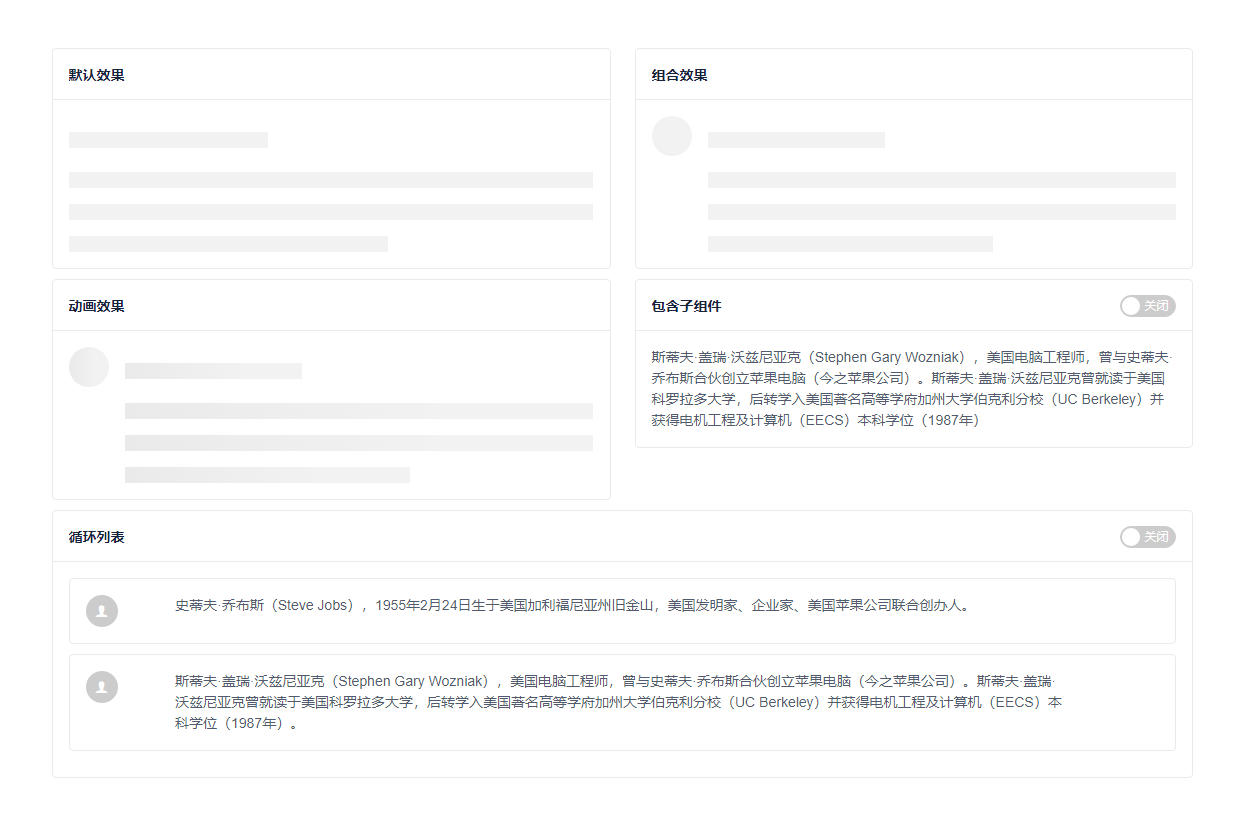 默认效果
组合效果
动画效果
包含子组件
关闭
斯蒂夫·盖瑞·沃兹尼亚克（Stephen Gary Wozniak），美国电脑工程师，曾与史蒂夫·
乔布斯合伙创立苹果电脑（今之苹果公司）。斯蒂夫·盖瑞·沃兹尼亚克曾就读于美国
科罗拉多大学，后转学入美国著名高等学府加州大学伯克利分校（UC Berkeley）并
获得电机工程及计算机（EECS）本科学位（1987年）
循环列表
关闭
史蒂夫·乔布斯（Steve Jobs），1955年2月24日生于美国加利福尼亚州旧金山，美国发明家、企业家、美国苹果公司联合创办人。
斯蒂夫·盖瑞·沃兹尼亚克（Stephen Gary Wozniak），美国电脑工程师，曾与史蒂夫·乔布斯合伙创立苹果电脑（今之苹果公司）。斯蒂夫·盖瑞·
沃兹尼亚克曾就读于美国科罗拉多大学，后转学入美国著名高等学府加州大学伯克利分校（UC Berkeley）并获得电机工程及计算机（EECS）本
科学位（1987年）。